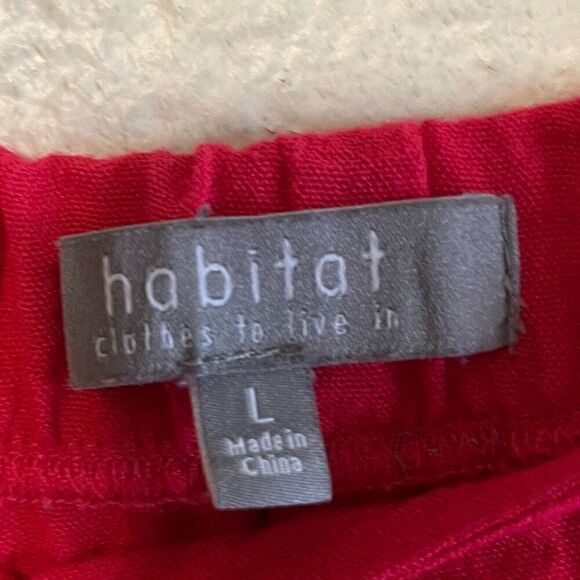 habitat
clothes to live in
L
Made in
China